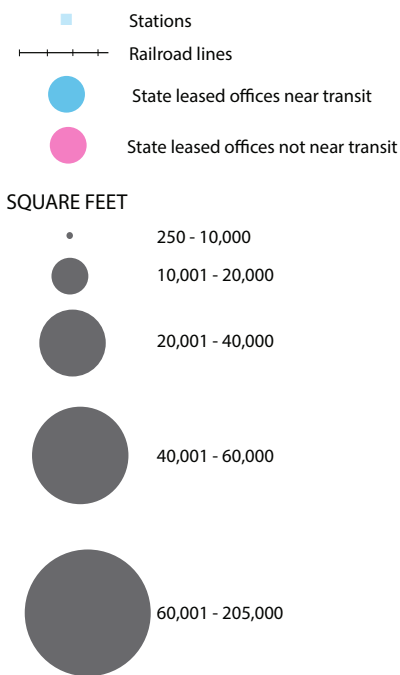 Stations
Railroad lines
State leased offices near transit
State leased offices not near transit
SQUARE FEET
250 - 10,000
10,001 - 20,000
20,001 - 40,000
40,001 - 60,000
60,001 - 205,000